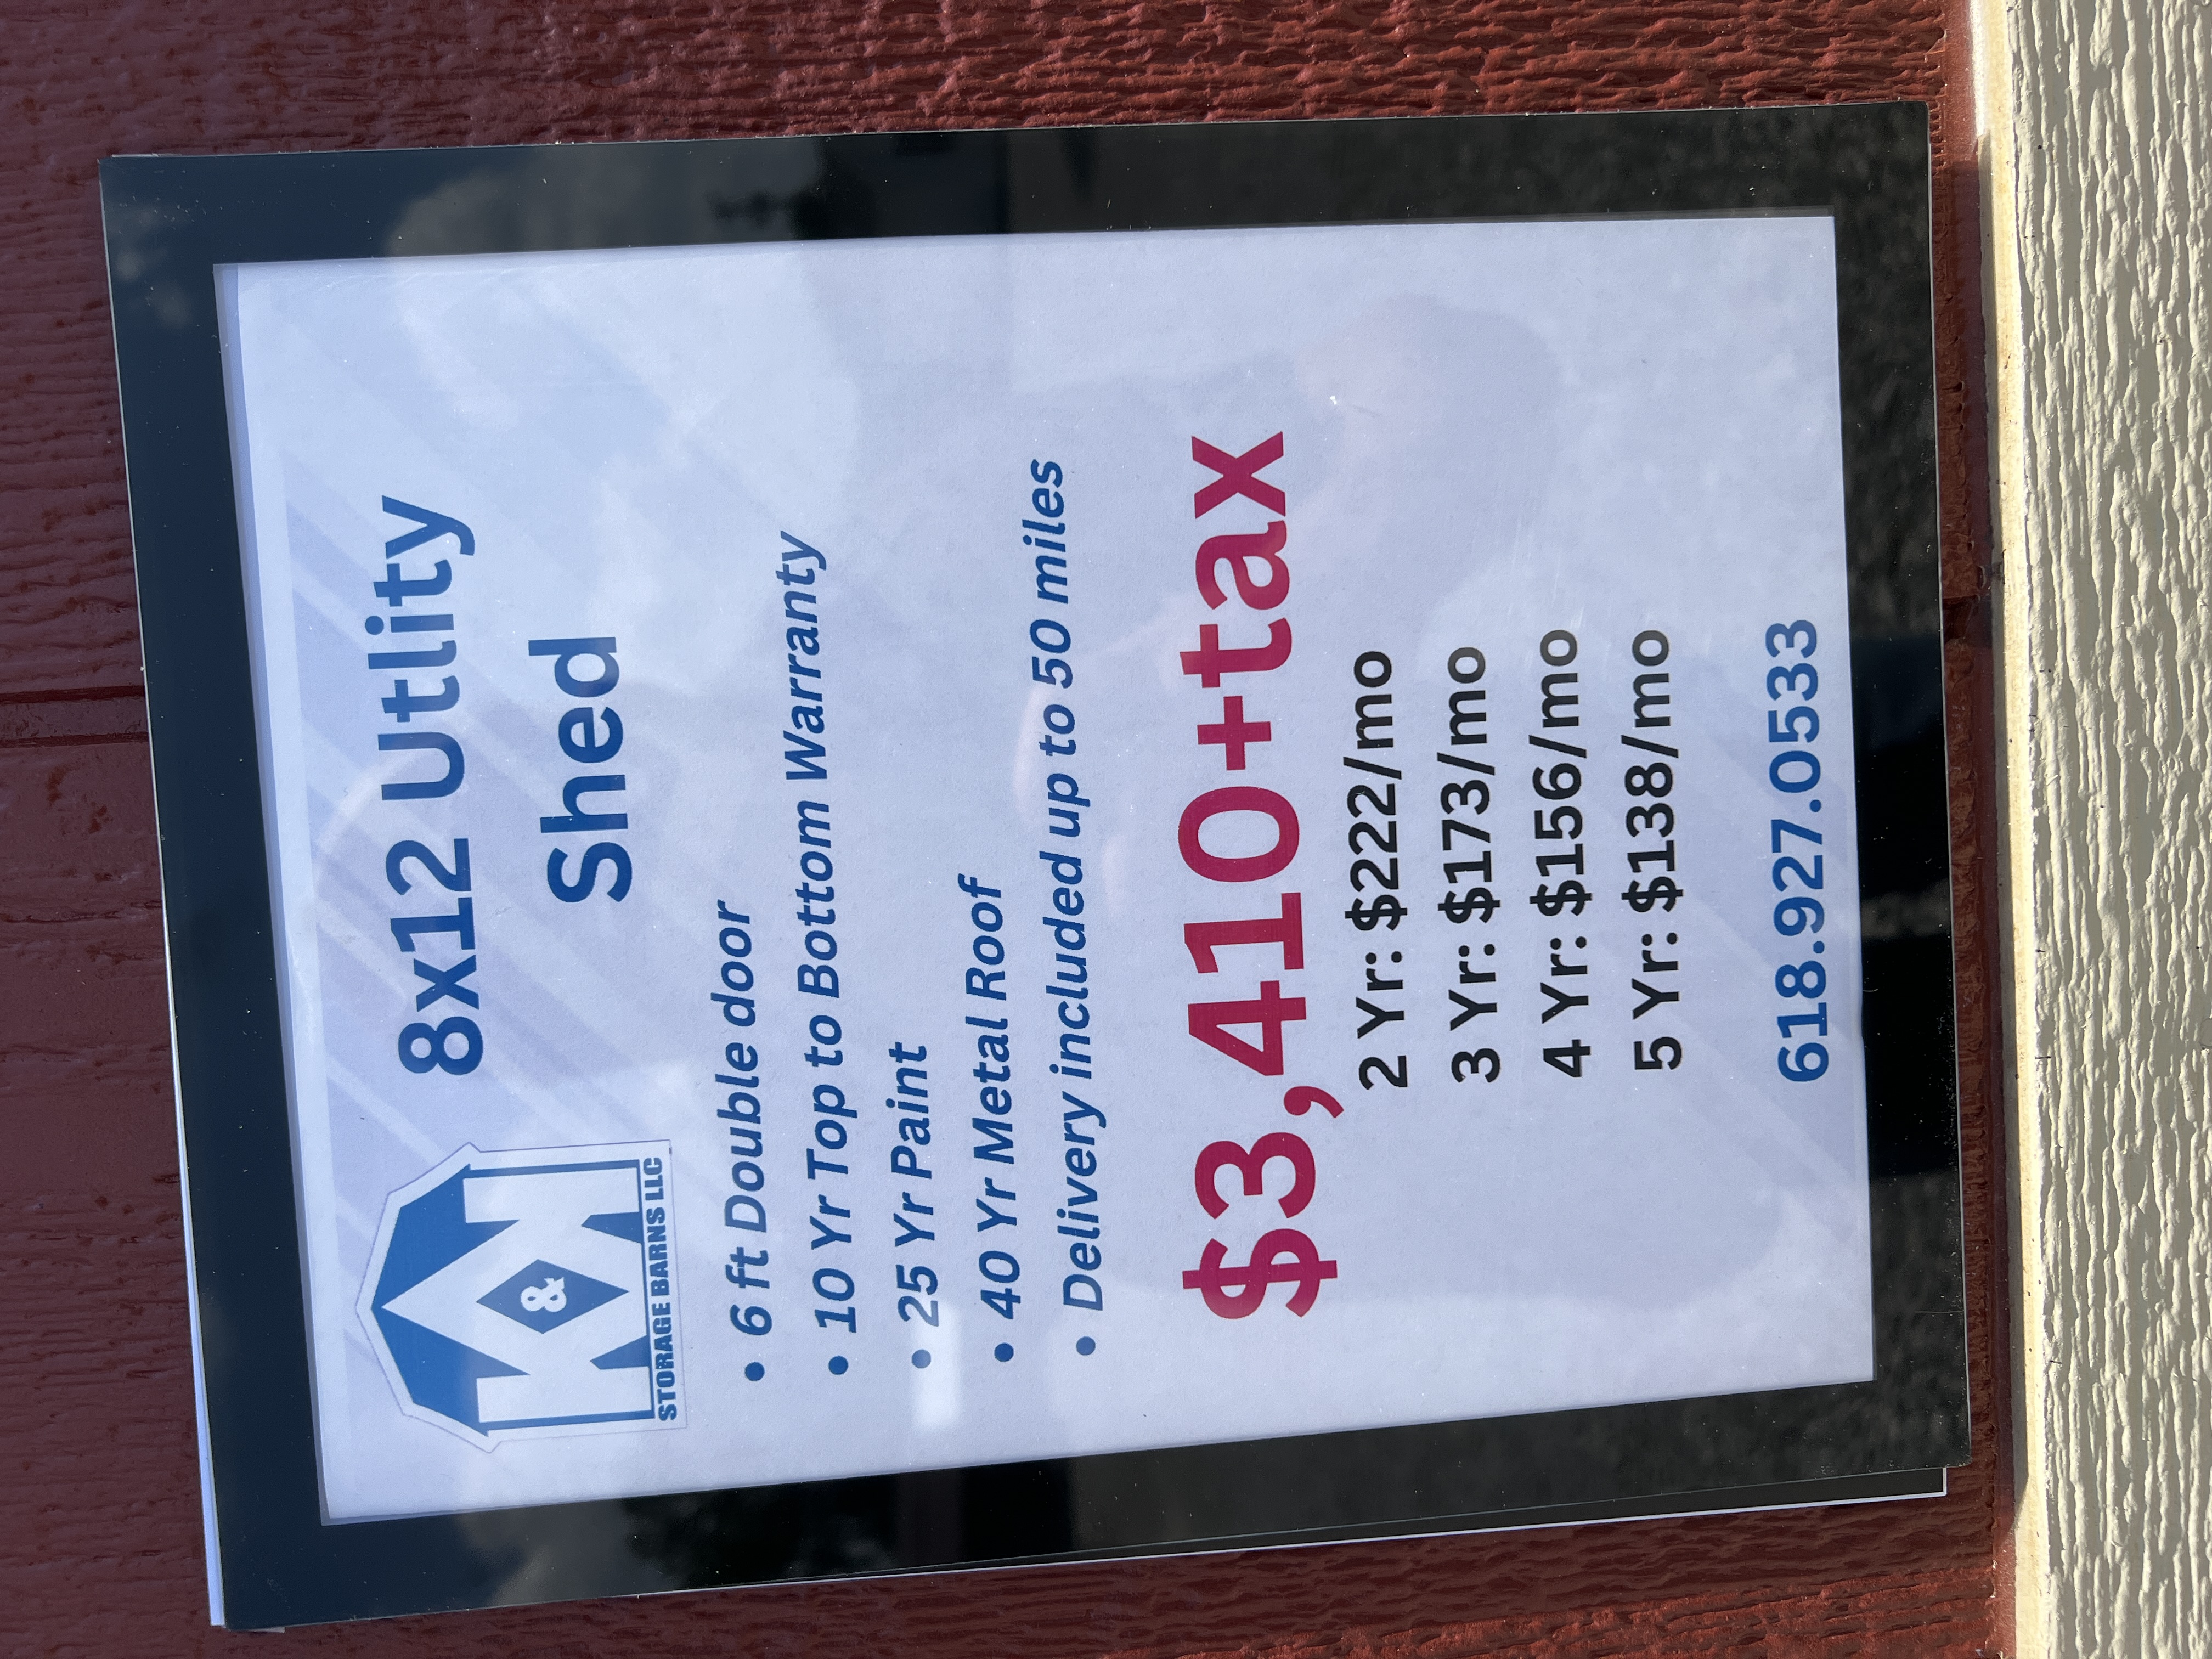 K&K
STORAGE BARNS LLC
8x12 Utlity
Shed
• 6 ft Double door
• 10 Yr Top to Bottom Warranty
• 25 Yr Paint
• 40 Yr Metal Roof
• Delivery included up to 50 miles
$3,410+tax
2 Yr: $222/mo
3 Yr: $173/mo
4 Yr: $156/mo
5 Yr: $138/mo
618.927.0533